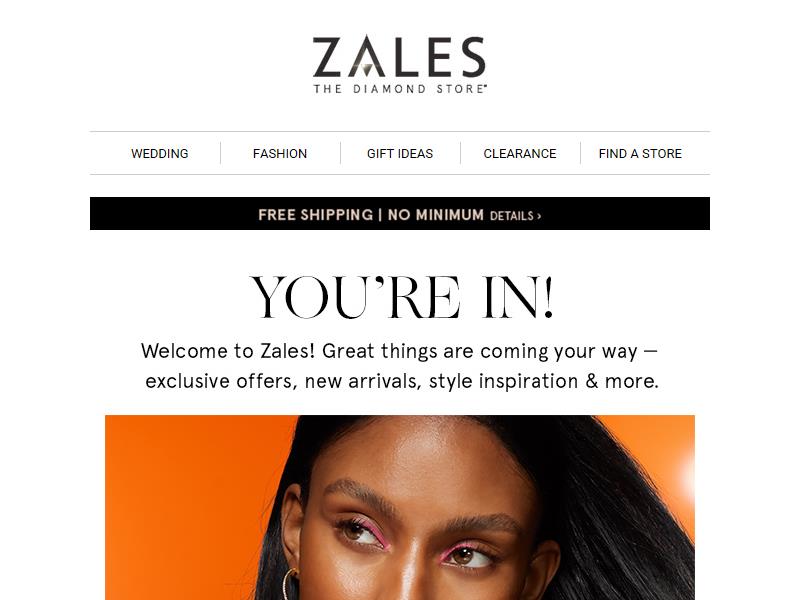 ZALES
THE DIAMOND STORE®
WEDDING
FASHION
GIFT IDEAS
CLEARANCE
FIND A STORE
FREE SHIPPING | NO MINIMUM DETAILS ›
YOU’RE IN!
Welcome to Zales! Great things are coming your way –
exclusive offers, new arrivals, style inspiration & more.